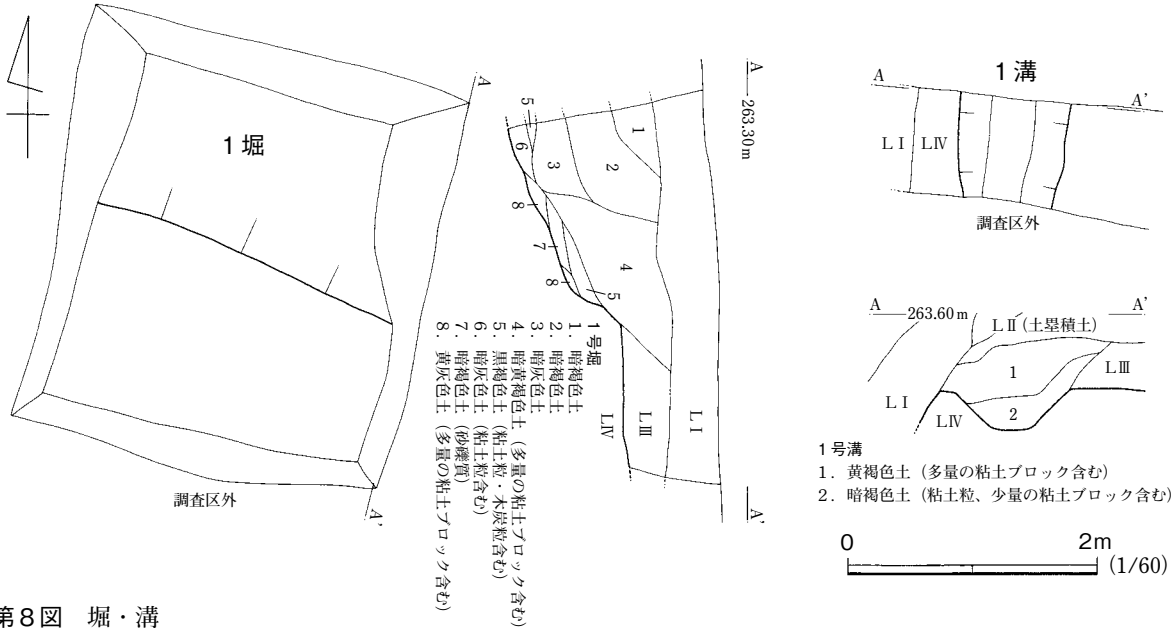 1堀
A
A'
調査区外
A
263.30m
A'
1
2
3
4
5
6
7
8
8
5
LⅠ
LⅢ
LⅣ
1号堀
1．暗褐色土
2．暗褐色土
3．暗灰色土
4．暗黄褐色土（多量の粘土ブロック含む）
5．黒褐色土（粘土粒・木炭粒含む）
6．暗灰色土（粘土粒含む）
7．暗褐色土（砂礫質）
8．黄灰色土（多量の粘土ブロック含む）
1溝
A
A'
LⅠ
LⅣ
調査区外
A
263.60m
A'
LⅡ(土塁積土)
1
2
LⅠ
LⅣ
LⅢ
1号溝
1．黄褐色土（多量の粘土ブロック含む）
2．暗褐色土（粘土粒、少量の粘土ブロック含む）
0
2m
(1/60)
第8図　堀・溝